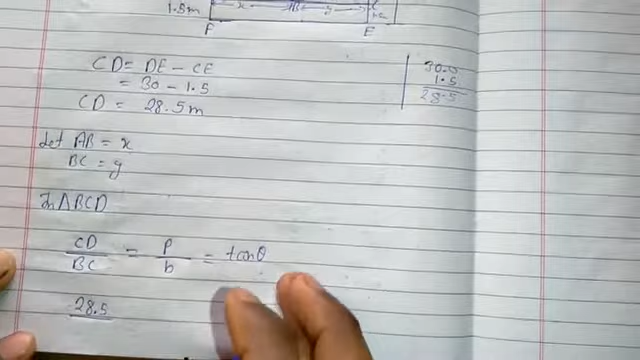 1.5m x y
F E
CD = DE - CE
= 30 - 1.5
CD = 28.5m
30.0
1.5
28.5
Let AB = x
BC = y
In ΔBCD
CD/BC = P/b = tanθ
28.5